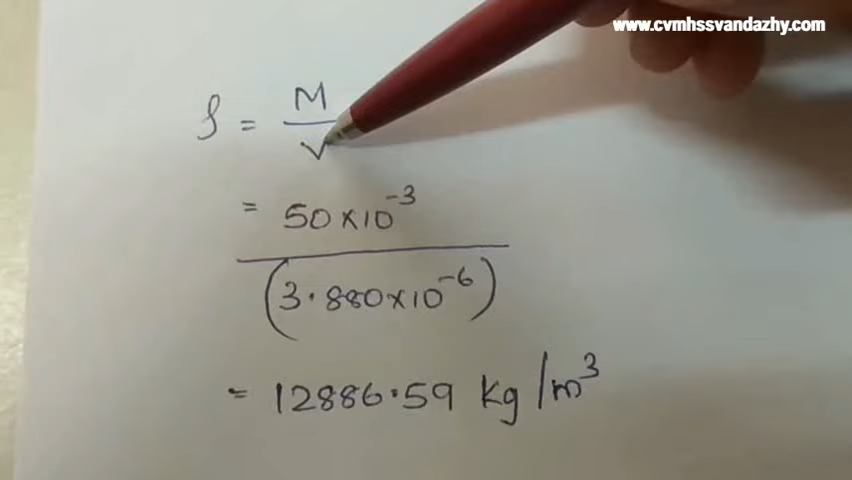 www.cvmhssvandazhy.com
ρ = M
V
= 50×10⁻³
(3.880×10⁻⁶)
= 12886.59 kg/m³